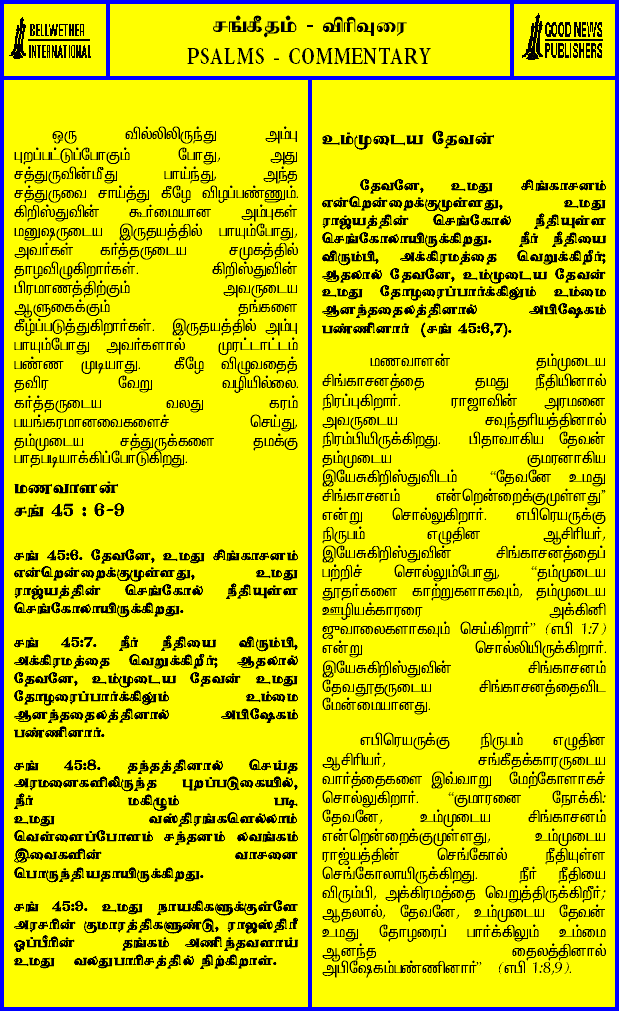 BELLWETHER
INTERNATIONAL
சங்கீதம் - விரிவுரை
PSALMS - COMMENTARY
GOOD NEWS
PUBLISHERS
ஒரு வில்லிலிருந்து அம்பு
புறப்பட்டுப்போகும் போது, அது
சத்துருவின்மீது பாய்ந்து, அந்த
சத்துருவை சாய்த்து கீழே விழப்பண்ணும்.
கிறிஸ்துவின் கூர்மையான அம்புகள்
மனுஷருடைய இருதயத்தில் பாயும்போது,
அவர்கள் கர்த்தருடைய சமுகத்தில்
தாழவிழுகிறார்கள். கிறிஸ்துவின்
பிரமாணத்திற்கும் அவருடைய
ஆளுகைக்கும் தங்களை
கீழ்ப்படுத்துகிறார்கள். இருதயத்தில் அம்பு
பாயும்போது அவர்களால் முரட்டாட்டம்
பண்ண முடியாது. கீழே விழுவதைத்
தவிர வேறு வழியில்லை.
கர்த்தருடைய வலது கரம்
பயங்கரமானவைகளைச் செய்து,
தம்முடைய சத்துருக்களை தமக்கு
பாதபடியாக்கிப்போடுகிறது.
மணவாளன்
சங் 45 : 6-9
சங் 45:6. தேவனே, உமது சிங்காசனம்
என்றென்றைக்குமுள்ளது, உமது
ராஜ்யத்தின் செங்கோல் நீதியுள்ள
செங்கோலாயிருக்கிறது.
சங் 45:7. நீர் நீதியை விரும்பி,
அக்கிரமத்தை வெறுக்கிறீர்; ஆதலால்
தேவனே, உம்முடைய தேவன் உமது
தோழரைப்பார்க்கிலும் உம்மை
ஆனந்ததைலத்தினால் அபிஷேகம்
பண்ணினார்.
சங் 45:8. தந்தத்தினால் செய்த
அரமனைகளிலிருந்த புறப்படுகையில்,
நீர் மகிழும் படி
உமது வஸ்திரங்களெல்லாம்
வெள்ளைப்போளம் சந்தனம் லவங்கம்
இவைகளின் வாசனை
பொருந்தியதாயிருக்கிறது.
சங் 45:9. உமது நாயகிகளுக்குள்ளே
அரசரின் குமாரத்திகளுண்டு, ராஜஸ்திரீ
ஓப்பீரின் தங்கம் அணிந்தவளாய்
உமது வலதுபாரிசத்தில் நிற்கிறாள்.
உம்முடைய தேவன்
தேவனே, உமது சிங்காசனம்
என்றென்றைக்குமுள்ளது, உமது
ராஜ்யத்தின் செங்கோல் நீதியுள்ள
செங்கோலாயிருக்கிறது. நீர் நீதியை
விரும்பி, அக்கிரமத்தை வெறுக்கிறீர்;
ஆதலால் தேவனே, உம்முடைய தேவன்
உமது தோழரைப்பார்க்கிலும் உம்மை
ஆனந்ததைலத்தினால் அபிஷேகம்
பண்ணினார் (சங் 45:6,7).
மணவாளன் தம்முடைய
சிங்காசனத்தை தமது நீதியினால்
நிரப்புகிறார். ராஜாவின் அரமனை
அவருடைய சவுந்தரியத்தினால்
நிரம்பியிருக்கிறது. பிதாவாகிய தேவன்
தம்முடைய குமரனாகிய
இயேசுகிறிஸ்துவிடம் “தேவனே உமது
சிங்காசனம் என்றென்றைக்குமுள்ளது”
என்று சொல்லுகிறார். எபிரெயருக்கு
நிருபம் எழுதின ஆசிரியர்,
இயேசுகிறிஸ்துவின் சிங்காசனத்தைப்
பற்றிச் சொல்லும்போது, “தம்முடைய
தூதர்களை காற்றுகளாகவும், தம்முடைய
ஊழியக்காரரை அக்கினி
ஜுவாலைகளாகவும் செய்கிறார்” (எபி 1:7)
என்று சொல்லியிருக்கிறார்.
இயேசுகிறிஸ்துவின் சிங்காசனம்
தேவதூதருடைய சிங்காசனத்தைவிட
மேன்மையானது.
எபிரெயருக்கு நிருபம் எழுதின
ஆசிரியர், சங்கீதக்காரருடைய
வார்த்தைகளை இவ்வாறு மேற்கோளாகச்
சொல்லுகிறார். “குமாரனை நோக்கி:
தேவனே, உம்முடைய சிங்காசனம்
என்றென்றைக்குமுள்ளது, உம்முடைய
ராஜ்யத்தின் செங்கோல் நீதியுள்ள
செங்கோலாயிருக்கிறது. நீர் நீதியை
விரும்பி, அக்கிரமத்தை வெறுத்திருக்கிறீர்;
ஆதலால், தேவனே, உம்முடைய தேவன்
உமது தோழரைப் பார்க்கிலும் உம்மை
ஆனந்த தைலத்தினால்
அபிஷேகம்பண்ணினார்” (எபி 1:8,9).